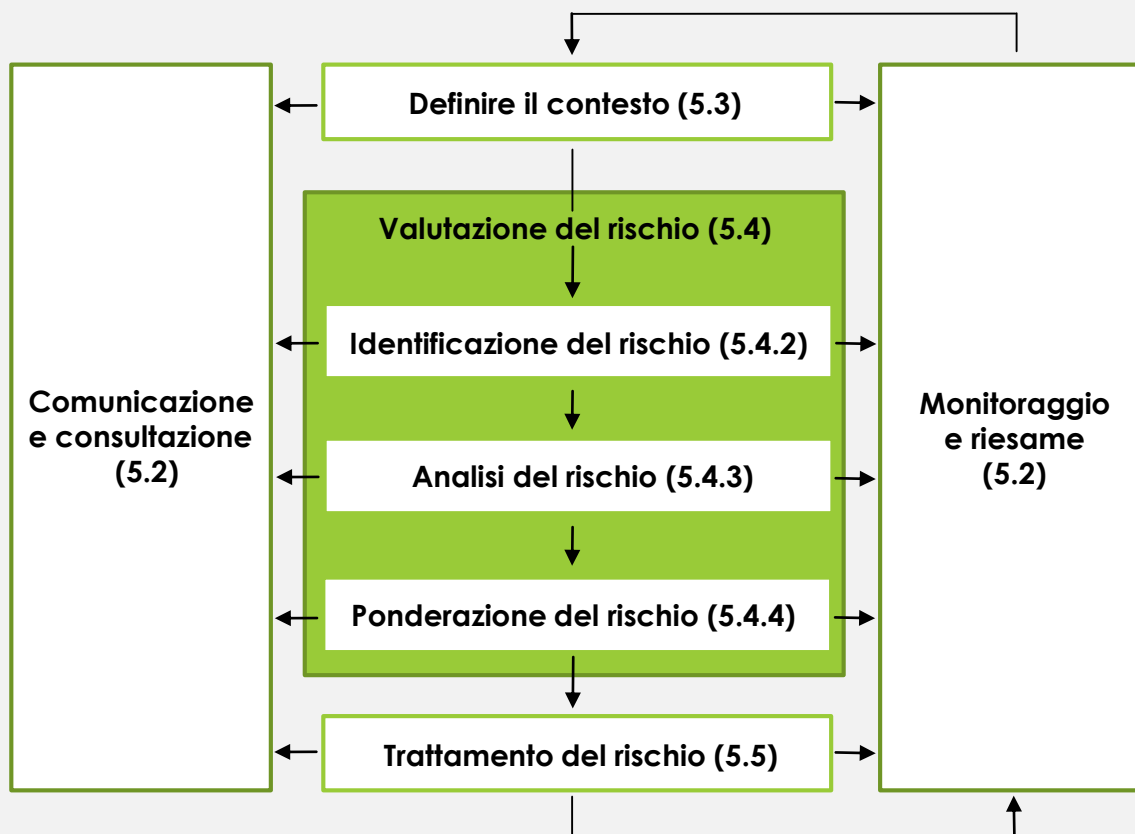 Definire il contesto (5.3)
Valutazione del rischio (5.4)
Identificazione del rischio (5.4.2)
Comunicazione
e consultazione
(5.2)
Monitoraggio
e riesame
(5.2)
Analisi del rischio (5.4.3)
Ponderazione del rischio (5.4.4)
Trattamento del rischio (5.5)